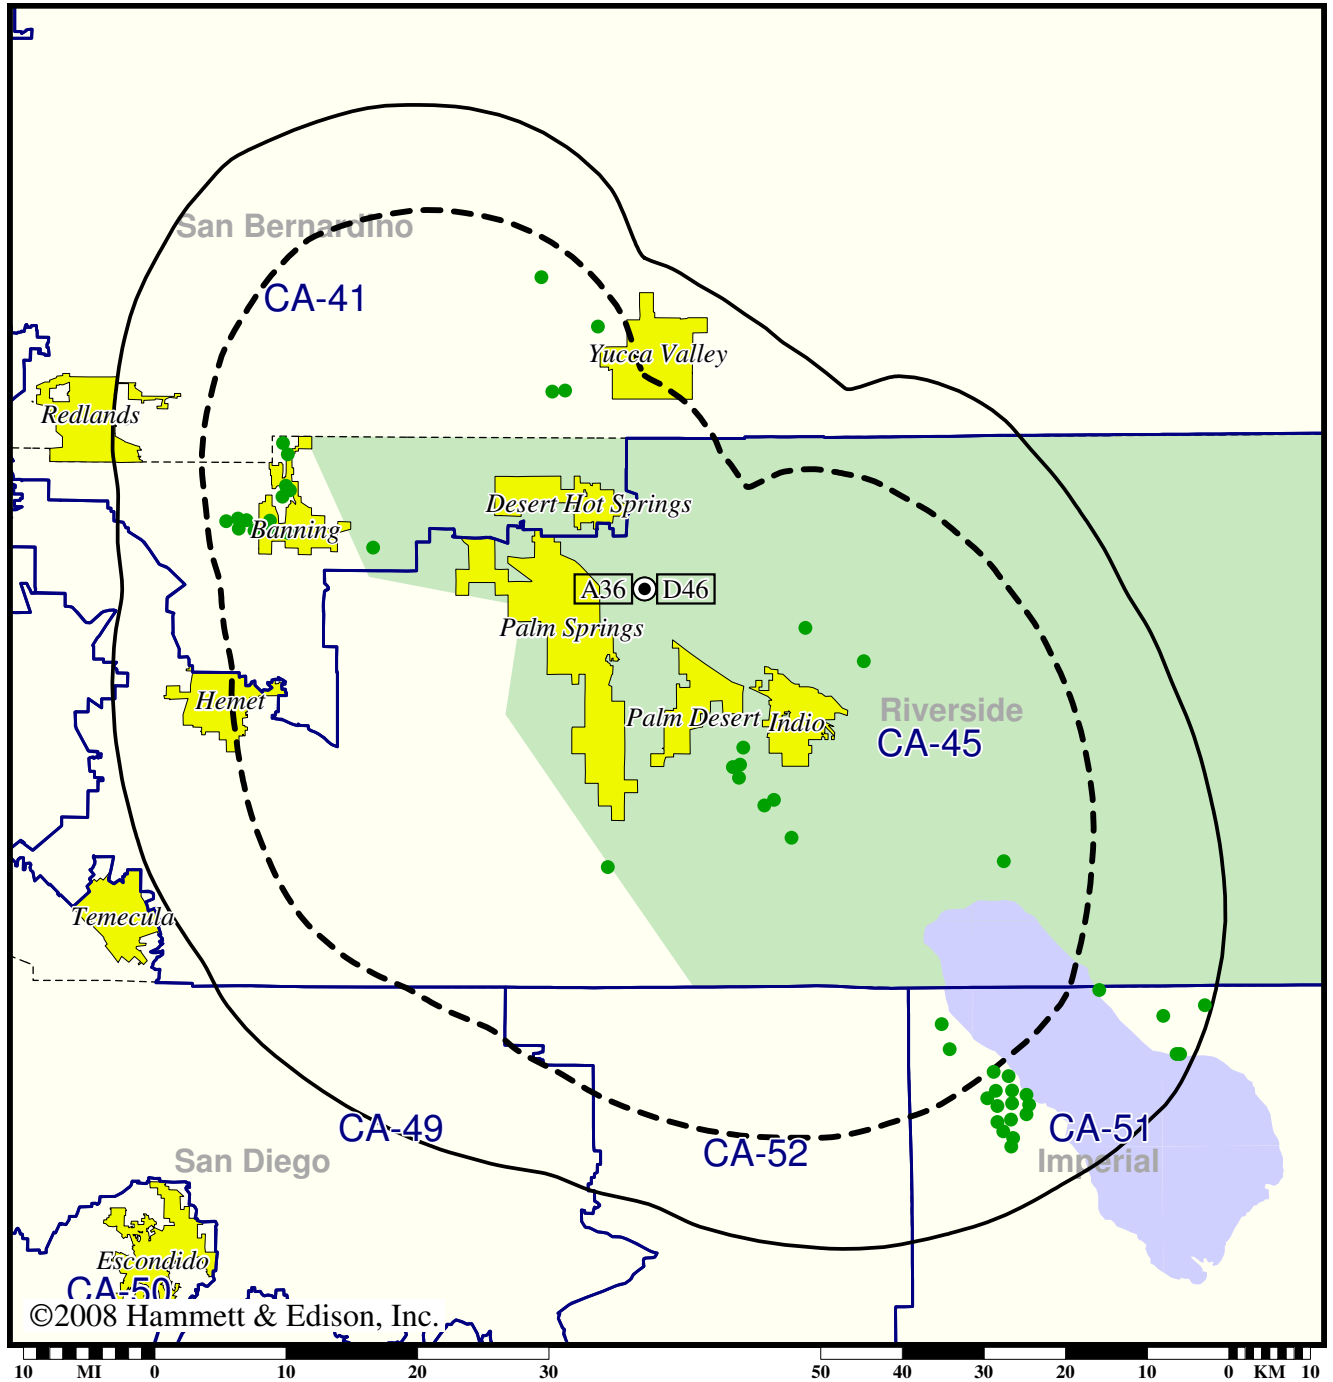 San Bernardino
CA-41
Yucca Valley
Redlands
Desert Hot Springs
Banning
A36 D46
Palm Springs
Hemet
Palm Desert Indio
Riverside
CA-45
Temecula
CA-49
CA-51
CA-52
San Diego
Imperial
Escondido
CA-50
©2008 Hammett & Edison, Inc.
10 MI 0 10 20 30 50 40 30 20 10 0 KM 10